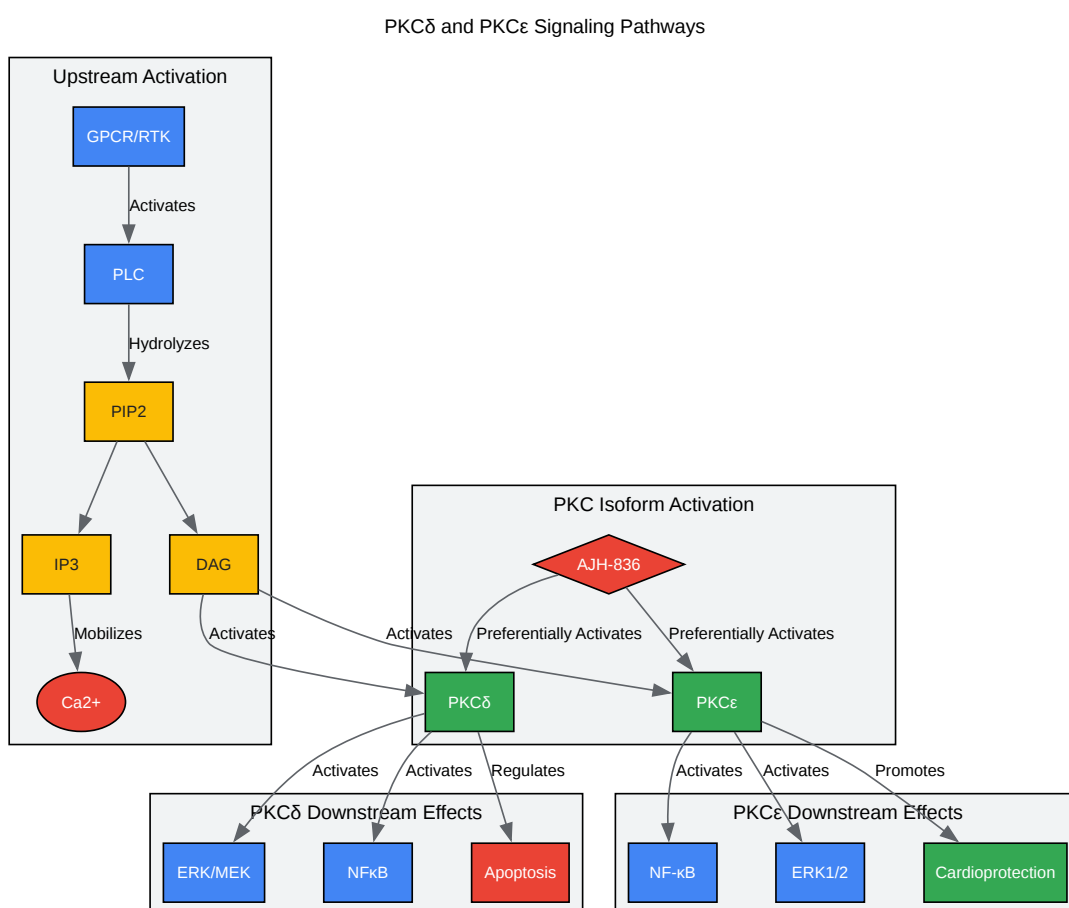 PKCδ and PKCε Signaling Pathways
Upstream Activation
GPCR/RTK
Activates
PLC
Hydrolyzes
PIP2
PKC Isoform Activation
IP3
DAG
AJH-836
Mobilizes
Activates
Activates
Preferentially Activates
Preferentially Activates
Ca2+
PKCδ
PKCε
Activates
Activates
Regulates
Activates
Activates
Promotes
PKCδ Downstream Effects
PKCε Downstream Effects
ERK/MEK
NFκB
Apoptosis
NF-κB
ERK1/2
Cardioprotection